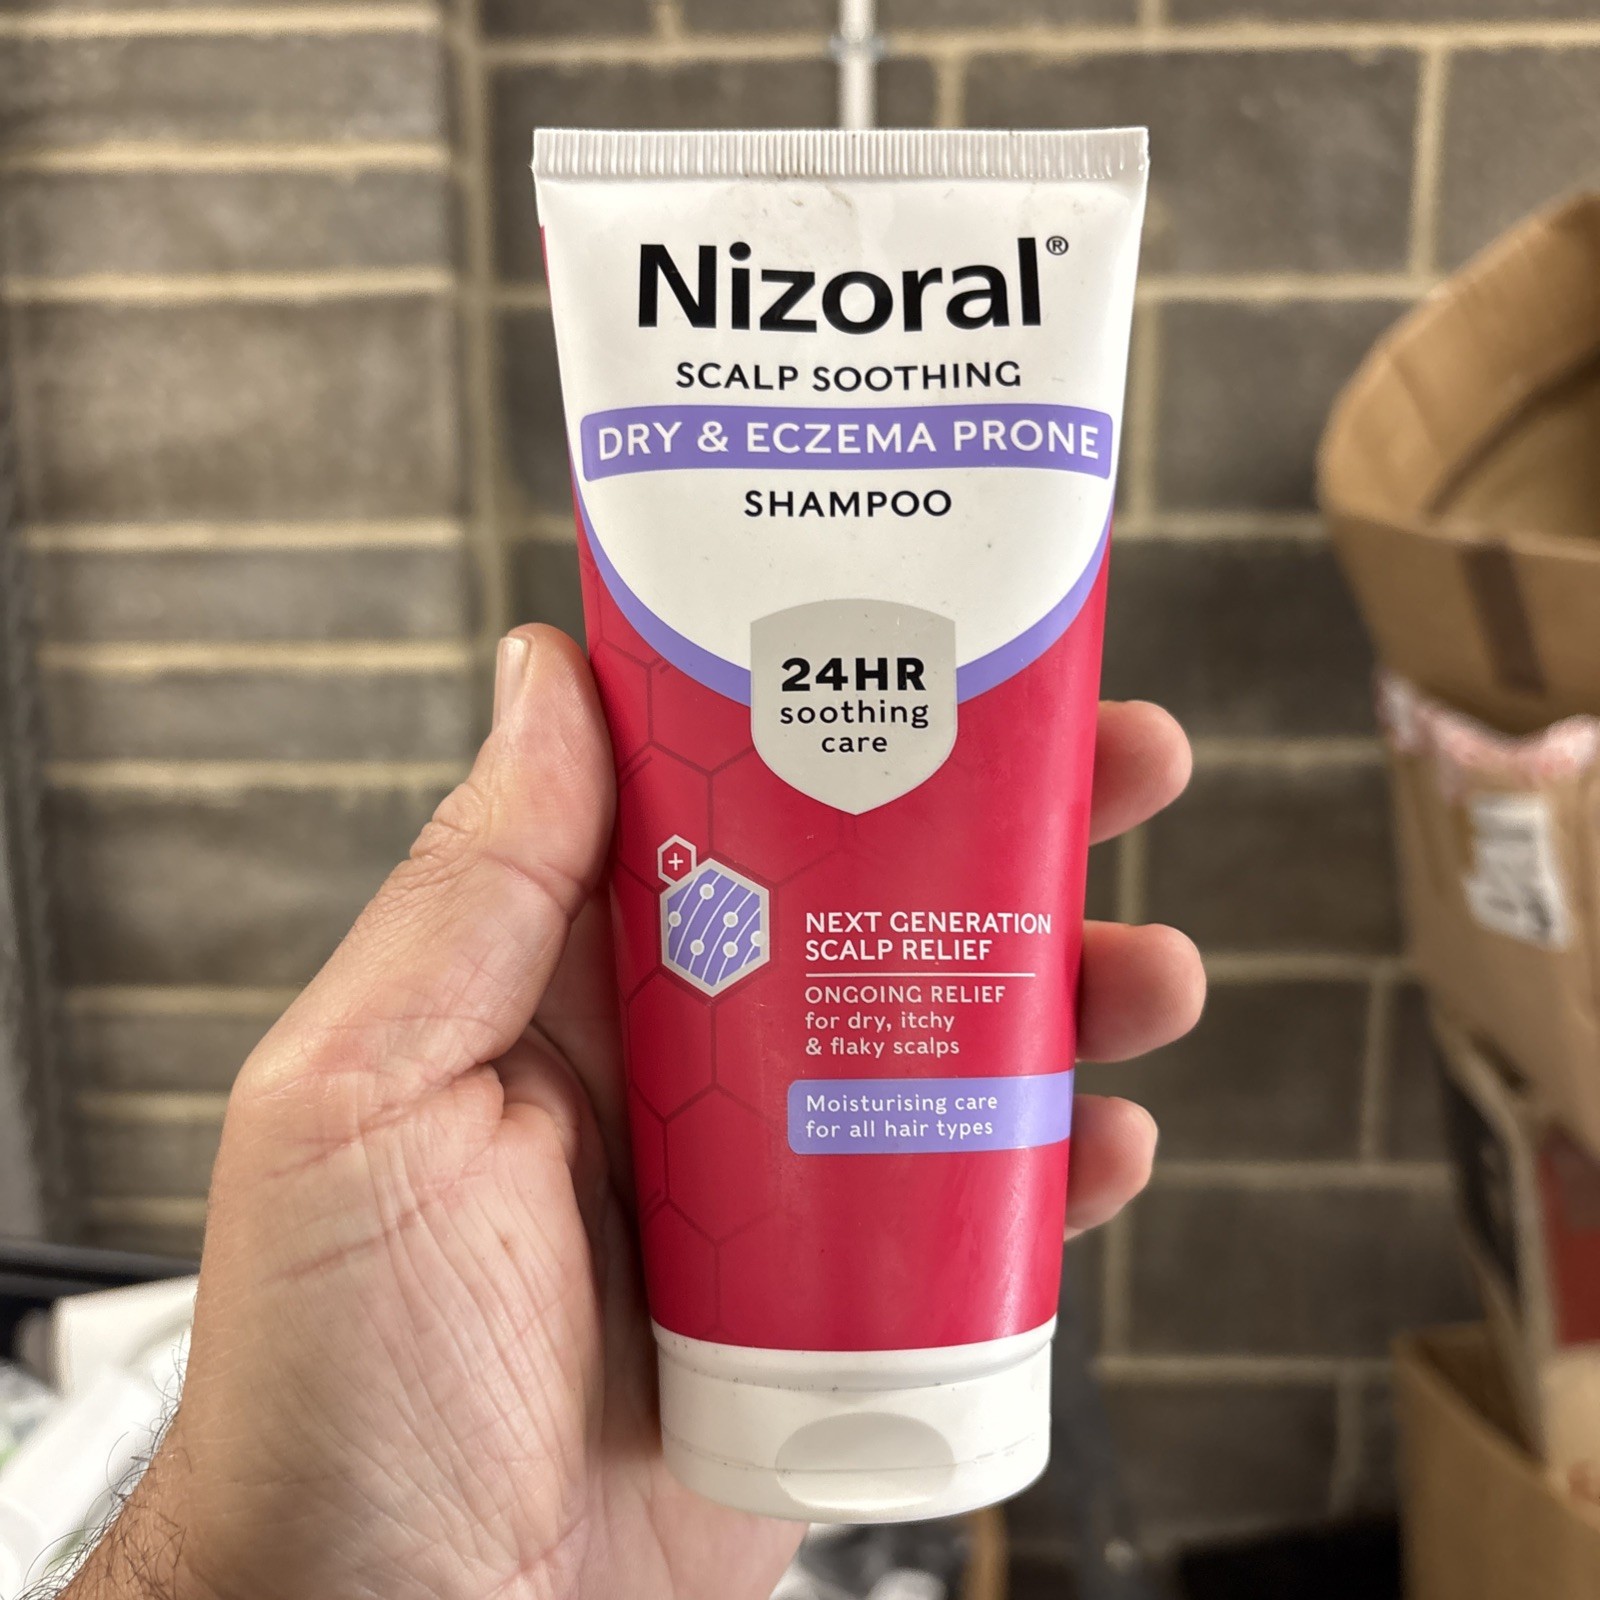 Nizoral®
SCALP SOOTHING
DRY & ECZEMA PRONE
SHAMPOO
24HR
soothing
care
+
NEXT GENERATION
SCALP RELIEF
ONGOING RELIEF
for dry, itchy
& flaky scalps
Moisturising care
for all hair types